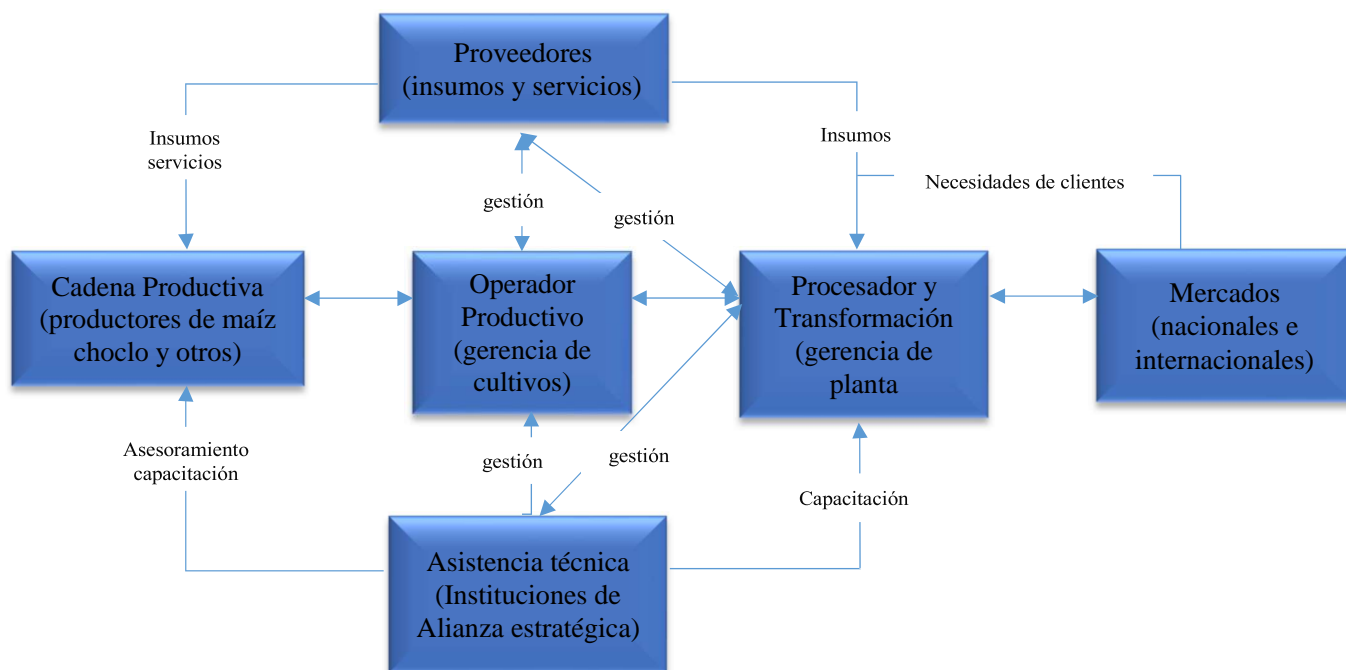 Proveedores
(insumos y servicios)
Insumos
servicios
Insumos
Necesidades de clientes
gestión
gestión
Cadena Productiva
(productores de maíz
choclo y otros)
Operador
Productivo
(gerencia de
cultivos)
Procesador y
Transformación
(gerencia de
planta
Mercados
(nacionales e
internacionales)
Asesoramiento
capacitación
gestión
gestión
Capacitación
Asistencia técnica
(Instituciones de
Alianza estratégica)